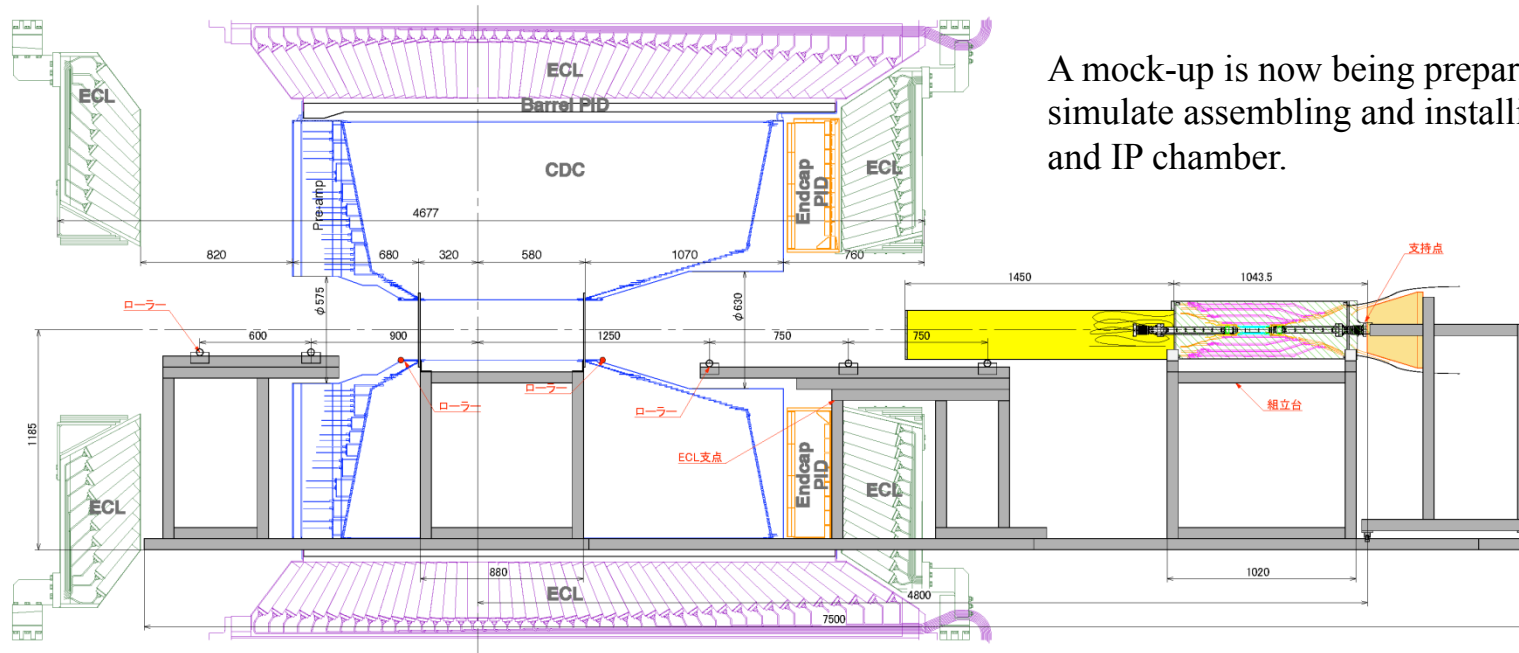 A mock-up is now being prepar
simulate assembling and installi
and IP chamber.
ECL
ECL
Barrel PID
CDC
Pre-amp
Endcap
PID
ECL
4677
820
680
320
580
1070
760
支持点
1450
1043.5
φ575
φ630
ローラー
600
900
1250
750
750
ローラー
ローラー
ローラー
組立台
1185
ECL支点
ECL
Endcap
PID
ECL
880
1020
ECL
4800
7500